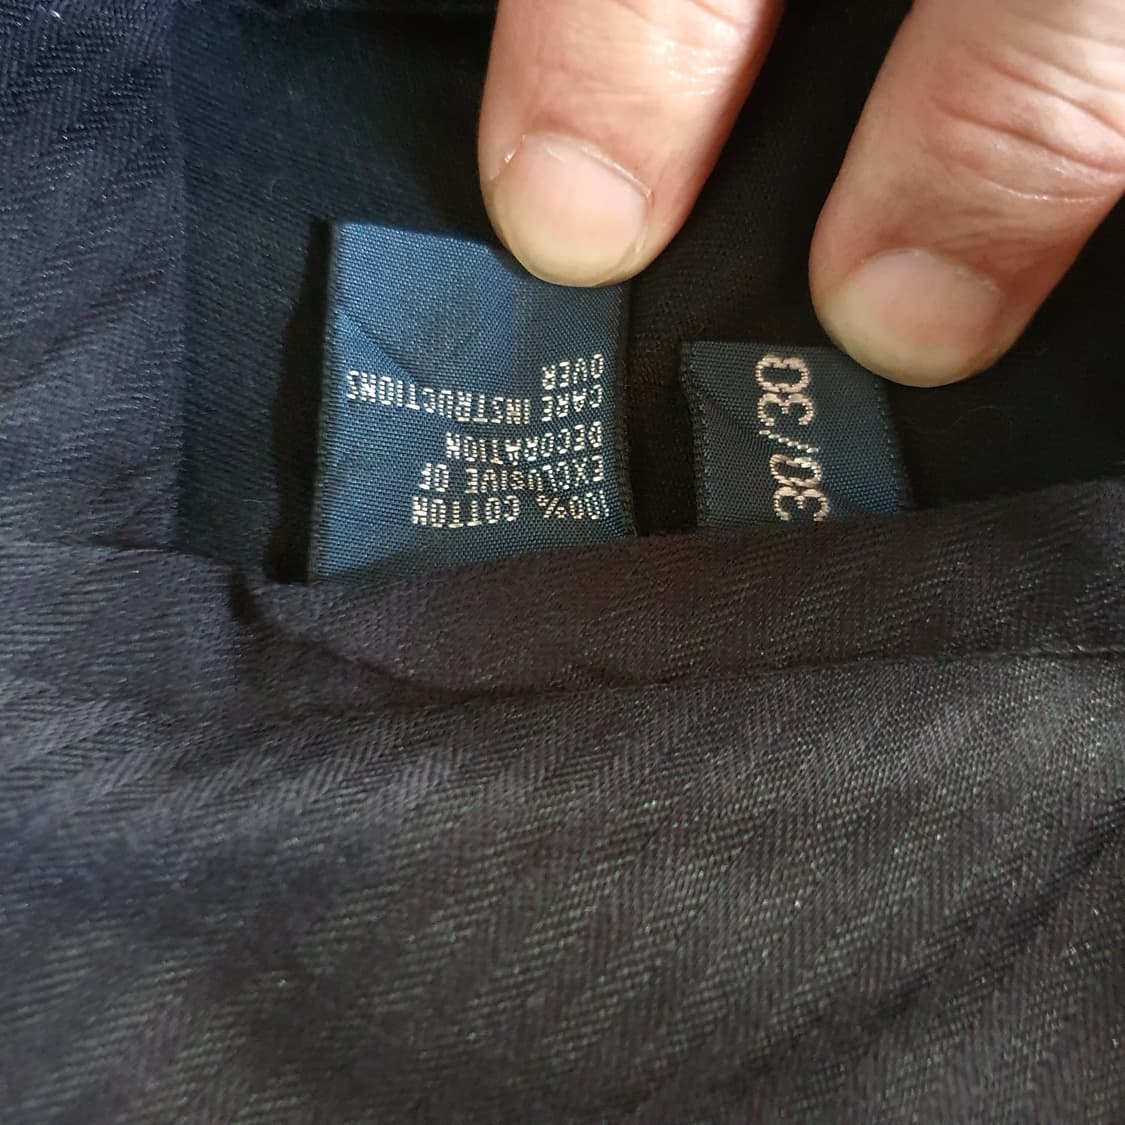 100% COTTON
EXCLUSIVE OF
DECORATION
CARE INSTRUCTIONS
OVER
30/30